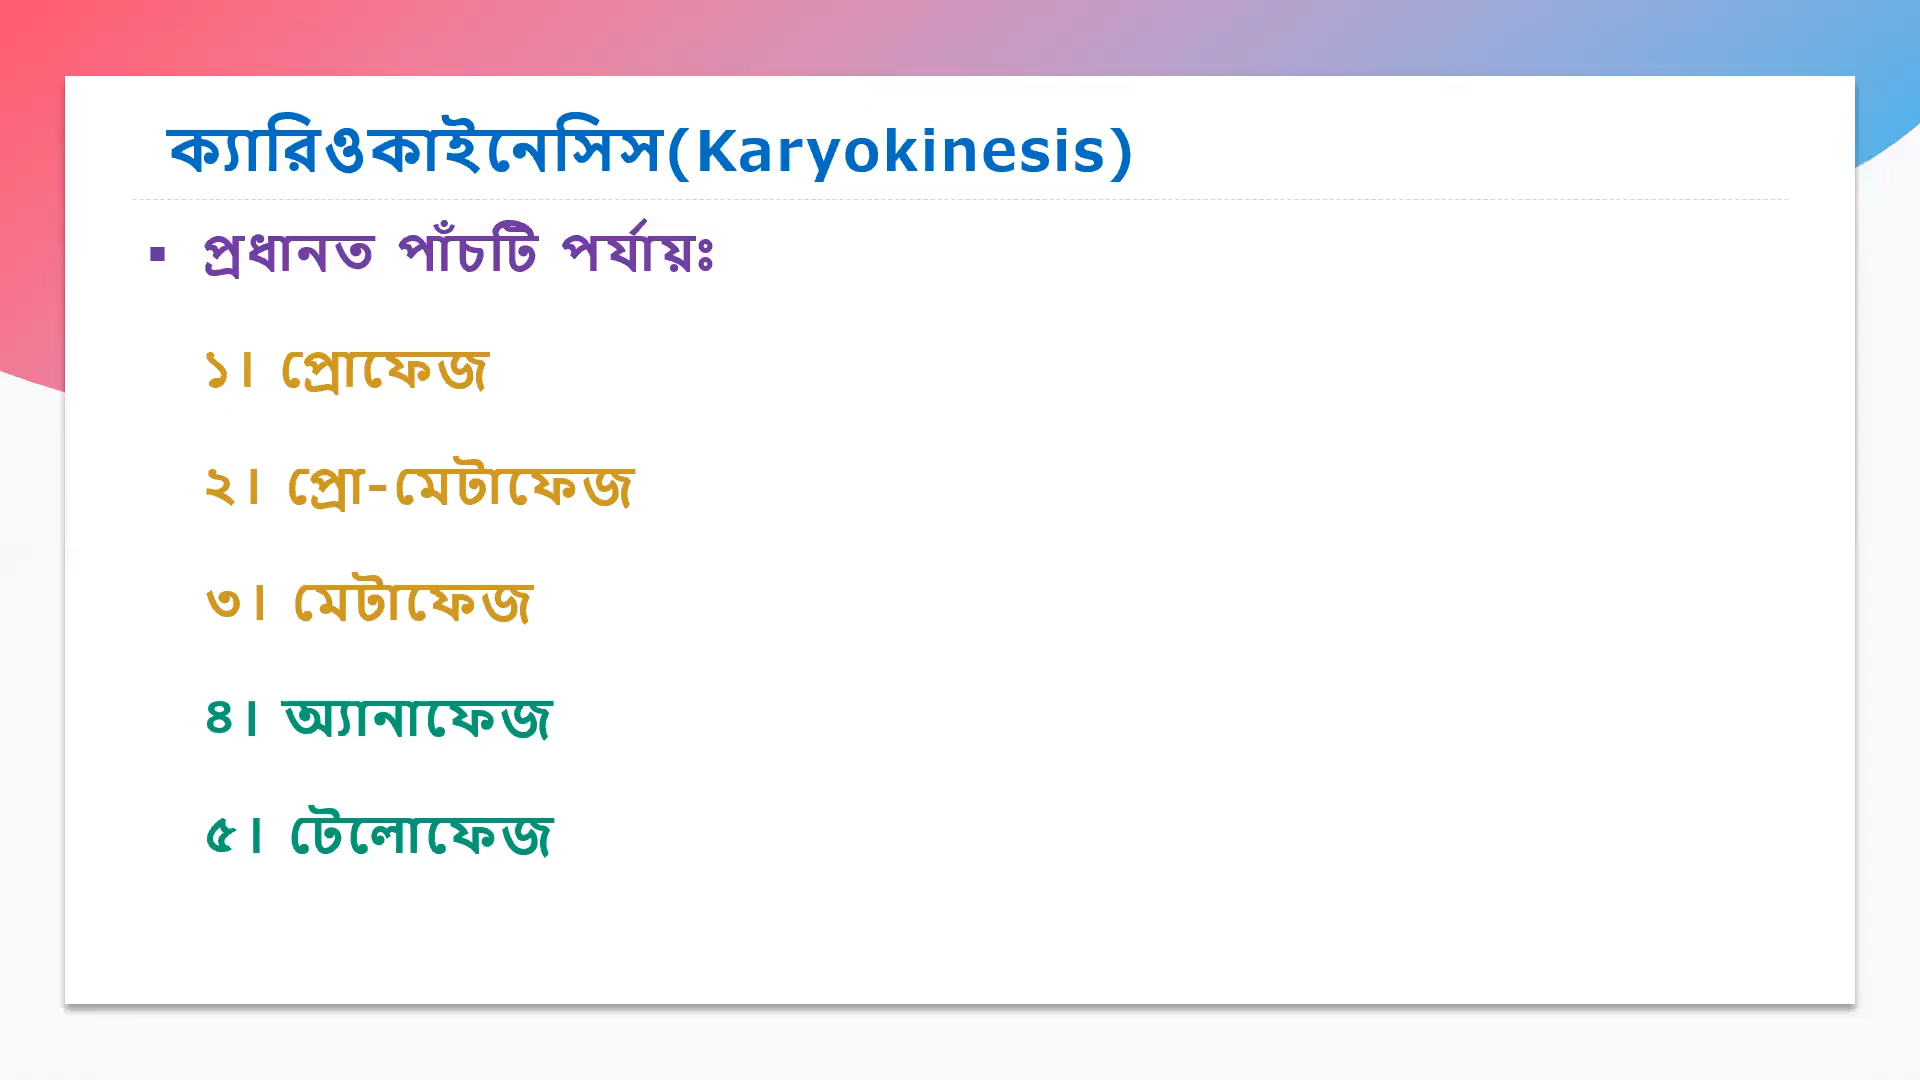 ক্যারিওকাইনেসিস(Karyokinesis)
▪ প্রধানত পাঁচটি পর্যায়ঃ
১। প্রোফেজ
২। প্রো-মেটাফেজ
৩। মেটাফেজ
৪। অ্যানাফেজ
৫। টেলোফেজ